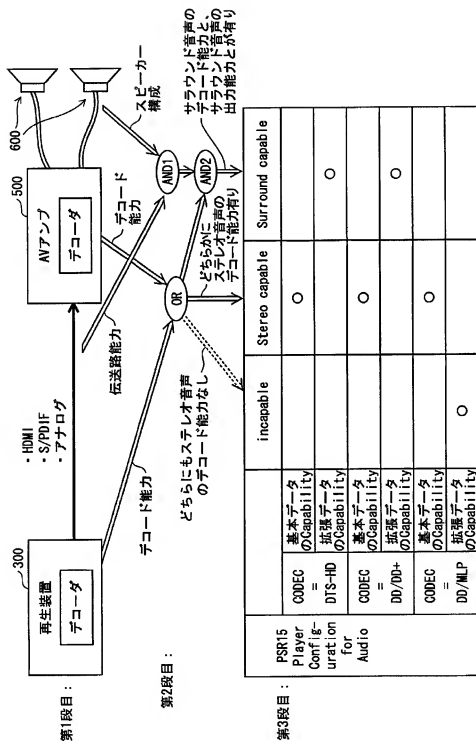 第1段目：
再生装置
300
デコーダ
・HDMI
・S/PDIF
・アナログ
AVアンプ
500
デコーダ
600
スピーカー
構成
第2段目：
デコード能力
伝送路能力
デコード
能力
OR
AND1
AND2
どちらにもステレオ音声
のデコード能力なし
どちらかに
ステレオ音声の
デコード能力有り
サラウンド音声の
デコード能力と、
サラウンド音声の
出力能力とが有り
第3段目：
incapable
Stereo capable
Surround capable
PSR15
Player
Config-
uration
for
Audio
CODEC
=
DTS-HD
基本データ
のCapability
○
拡張データ
のCapability
○
CODEC
=
DD/DD+
基本データ
のCapability
○
拡張データ
のCapability
○
CODEC
=
DD/MLP
基本データ
のCapability
○
拡張データ
のCapability
○